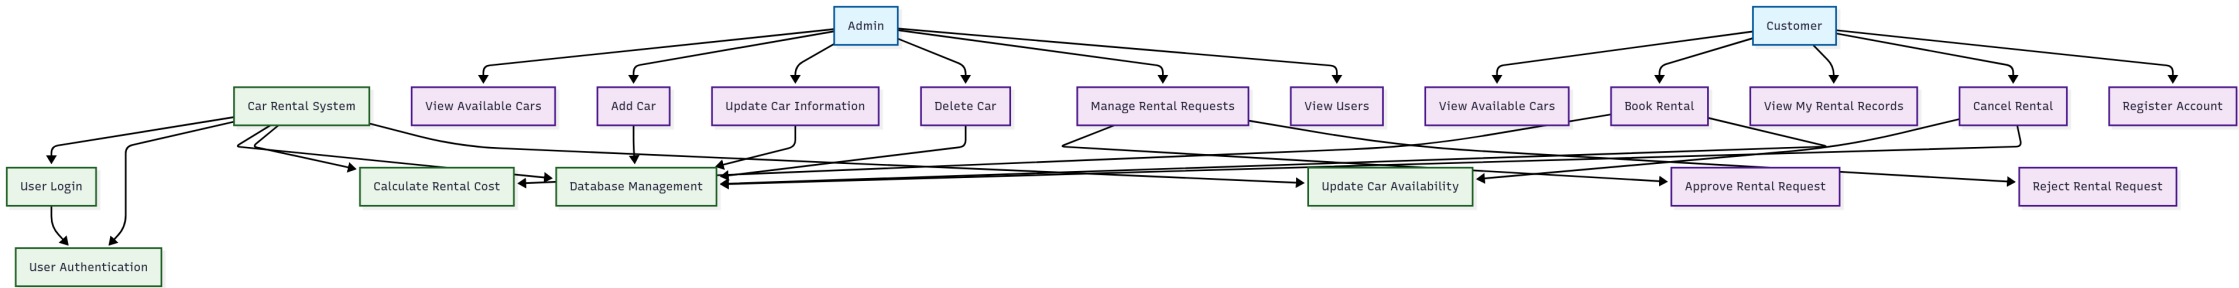 Admin
Customer
Car Rental System
View Available Cars
Add Car
Update Car Information
Delete Car
Manage Rental Requests
View Users
View Available Cars
Book Rental
View My Rental Records
Cancel Rental
Register Account
User Login
Calculate Rental Cost
Database Management
Update Car Availability
Approve Rental Request
Reject Rental Request
User Authentication